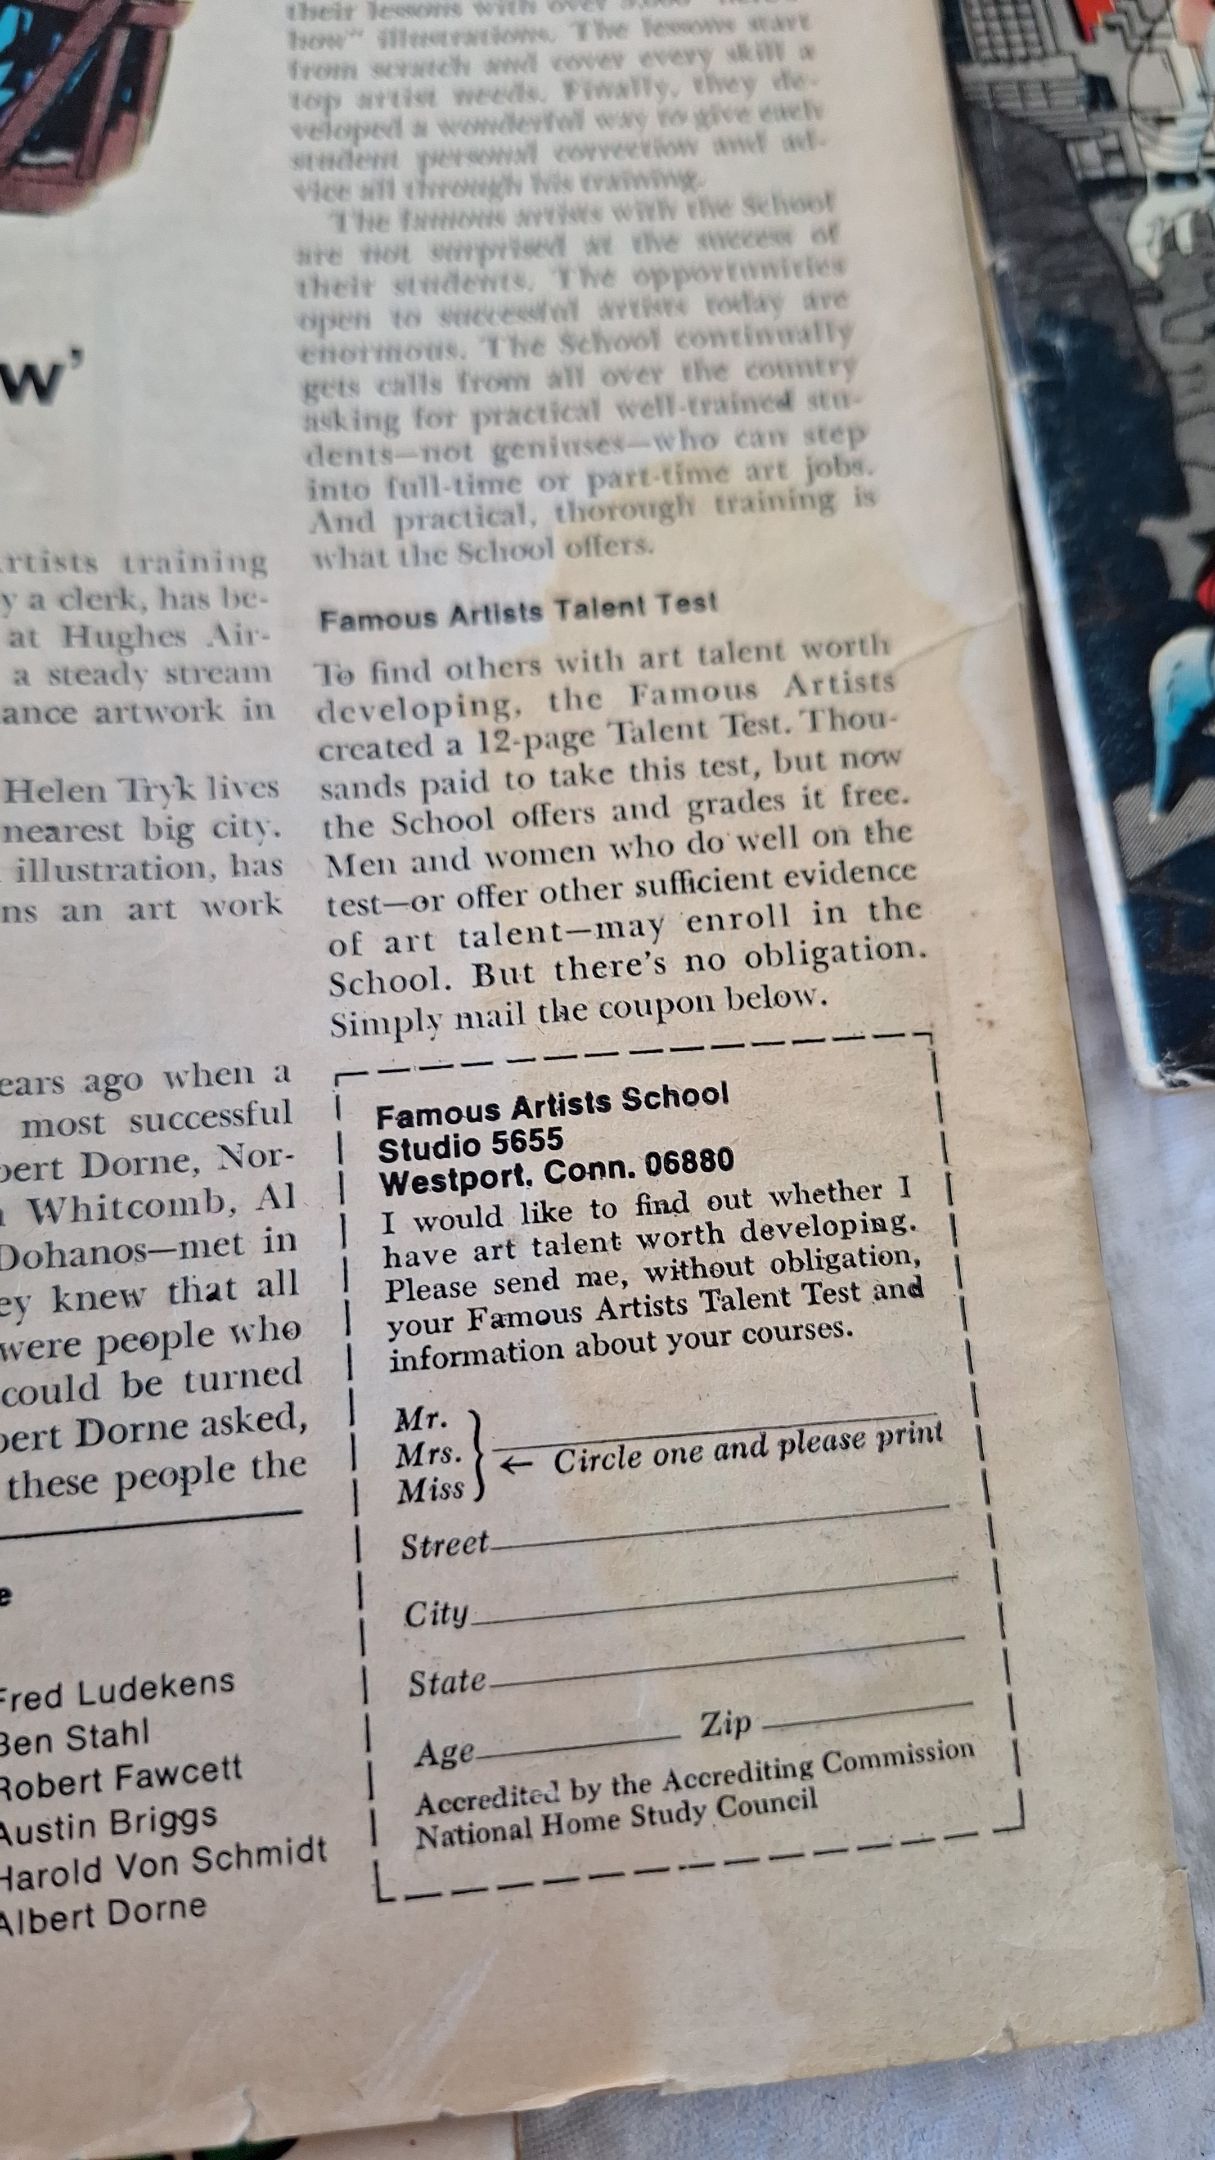 w'
rtists training
y a clerk, has be-
at Hughes Air-
a steady stream
ance artwork in
Helen Tryk lives
nearest big city.
illustration, has
ns an art work
ears ago when a
most successful
bert Dorne, Nor-
Whitcomb, Al
Dohanos—met in
ey knew that all
were people who
could be turned
bert Dorne asked,
these people the
e
Fred Ludekens
Ben Stahl
Robert Fawcett
Austin Briggs
Harold Von Schmidt
Albert Dorne
their lessons with over
how" illustrations. The lessons start
from scratch and cover every skill a
top artist needs. Finally, they de-
veloped a wonderful way to give each
student personal correction and ad-
vice all through his training.
The famous artists with the School
are not surprised at the success of
their students. The opportunities
open to successful artists today are
enormous. The School continually
gets calls from all over the country
asking for practical well-trained stu-
dents—not geniuses—who can step
into full-time or part-time art jobs.
And practical, thorough training is
what the School offers.
Famous Artists Talent Test
To find others with art talent worth
developing, the Famous Artists
created a 12-page Talent Test. Thou-
sands paid to take this test, but now
the School offers and grades it free.
Men and women who do well on the
test—or offer other sufficient evidence
of art talent—may enroll in the
School. But there's no obligation.
Simply mail the coupon below.
Famous Artists School
Studio 5655
Westport, Conn. 06880
I would like to find out whether I
have art talent worth developing.
Please send me, without obligation,
your Famous Artists Talent Test and
information about your courses.
Mr.
Mrs. ← Circle one and please print
Miss
Street
City
State
Age Zip
Accredited by the Accrediting Commission
National Home Study Council